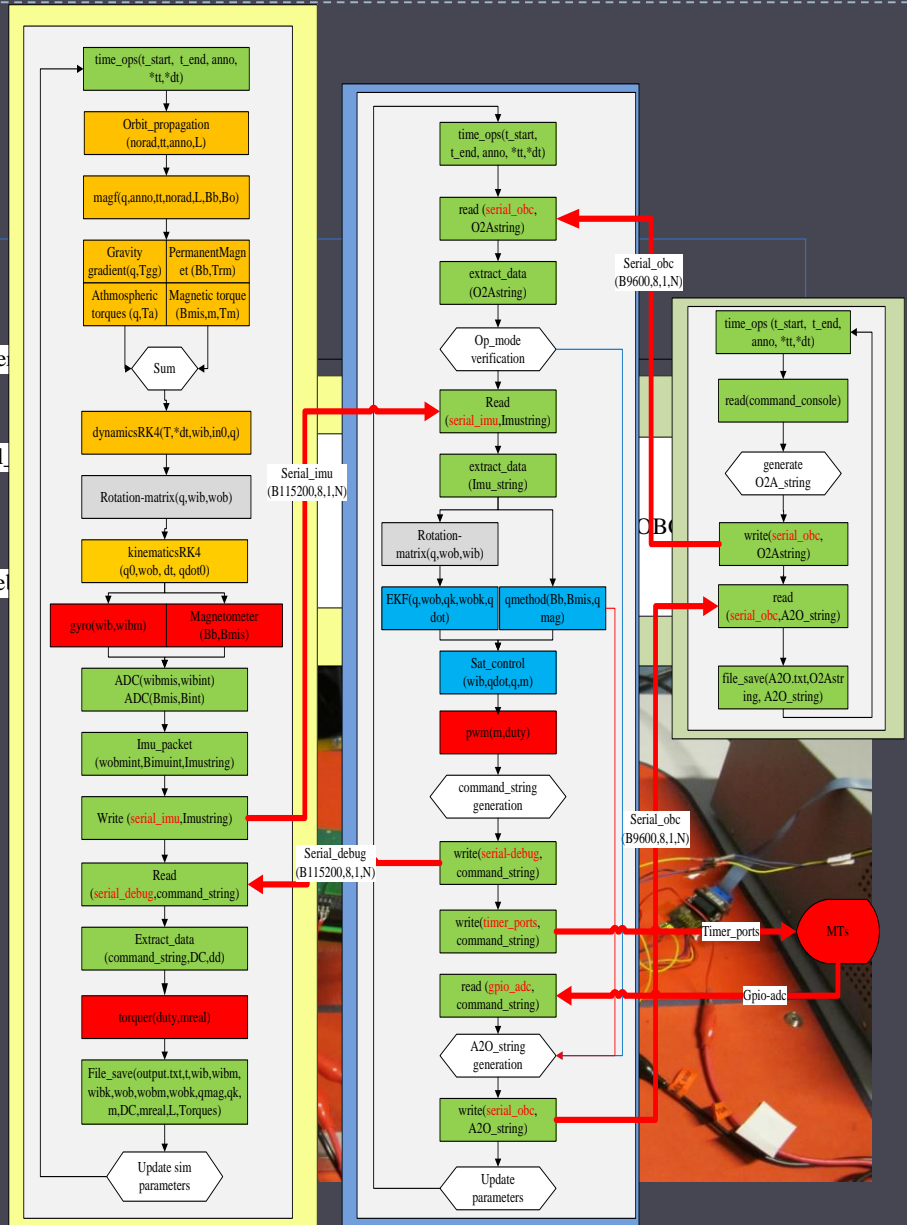 time_ops(t_start, t_end, anno,
*tt,*dt)
Orbit_propagation
(norad,tt,anno,L)
magf(q,anno,tt,norad,L,Bb,Bo)
Gravity
gradient(q,Tgg)
PermanentMagn
et (Bb,Trm)
Athmospheric
torques (q,Ta)
Magnetic torque
(Bmis,m,Tm)
Sum
dynamicsRK4(T,*dt,wib,in0,q)
Rotation-matrix(q,wib,wob)
kinematicsRK4
(q0,wob, dt, qdot0)
gyro(wib,wibm)
Magnetometer
(Bb,Bmis)
ADC(wibmis,wibint)
ADC(Bmis,Bint)
Imu_packet
(wobmint,Bimuint,Imustring)
Write (serial_imu,Imustring)
Read
(serial_debug,command_string)
Extract_data
(command_string,DC,dd)
torquer(duty,mreal)
File_save(output.txt,t,wib,wibm,
wibk,wob,wobm,wobk,qmag,qk,
m,DC,mreal,L,Torques)
Update sim
parameters
Serial_imu
(B115200,8,1,N)
Serial_debug
(B115200,8,1,N)
time_ops(t_start,
t_end, anno, *tt,*dt)
read (serial_obc,
O2Astring)
extract_data
(O2Astring)
Op_mode
verification
Read
(serial_imu,Imustring)
extract_data
(Imu_string)
Rotation-
matrix(q,wob,wib)
EKF(q,wob,qk,wobk,q
dot)
qmethod(Bb,Bmis,q
mag)
Sat_control
(wib,qdot,q,m)
pwm(m,duty)
command_string
generation
write(serial-debug,
command_string)
write(timer_ports,
command_string)
read (gpio_adc,
command_string)
A2O_string
generation
write(serial_obc,
A2O_string)
Update
parameters
Serial_obc
(B9600,8,1,N)
time_ops (t_start, t_end,
anno, *tt,*dt)
read(command_console)
generate
O2A_string
write(serial_obc,
O2Astring)
read
(serial_obc,A2O_string)
file_save(A2O.txt,O2Astr
ing, A2O_string)
Serial_obc
(B9600,8,1,N)
Timer_ports
MTs
Gpio-adc